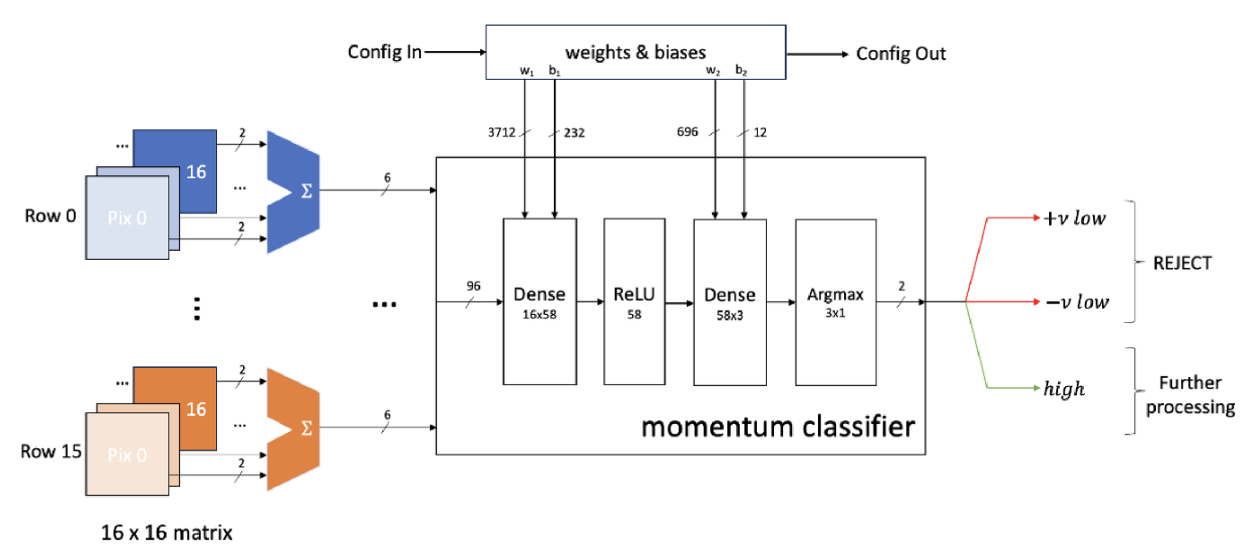 Config In
weights & biases
Config Out
w₁ b₁ w₂ b₂
3712 232 696 12
... 2
16
...
Σ
6
Row 0
Pix 0
2
...
...
96
Dense
16x58
ReLU
58
Dense
58x3
Argmax
3x1
2
+v low
-v low
REJECT
high
Further
processing
momentum classifier
... 2
16
...
Σ
6
Row 15
Pix 0
2
16 x 16 matrix